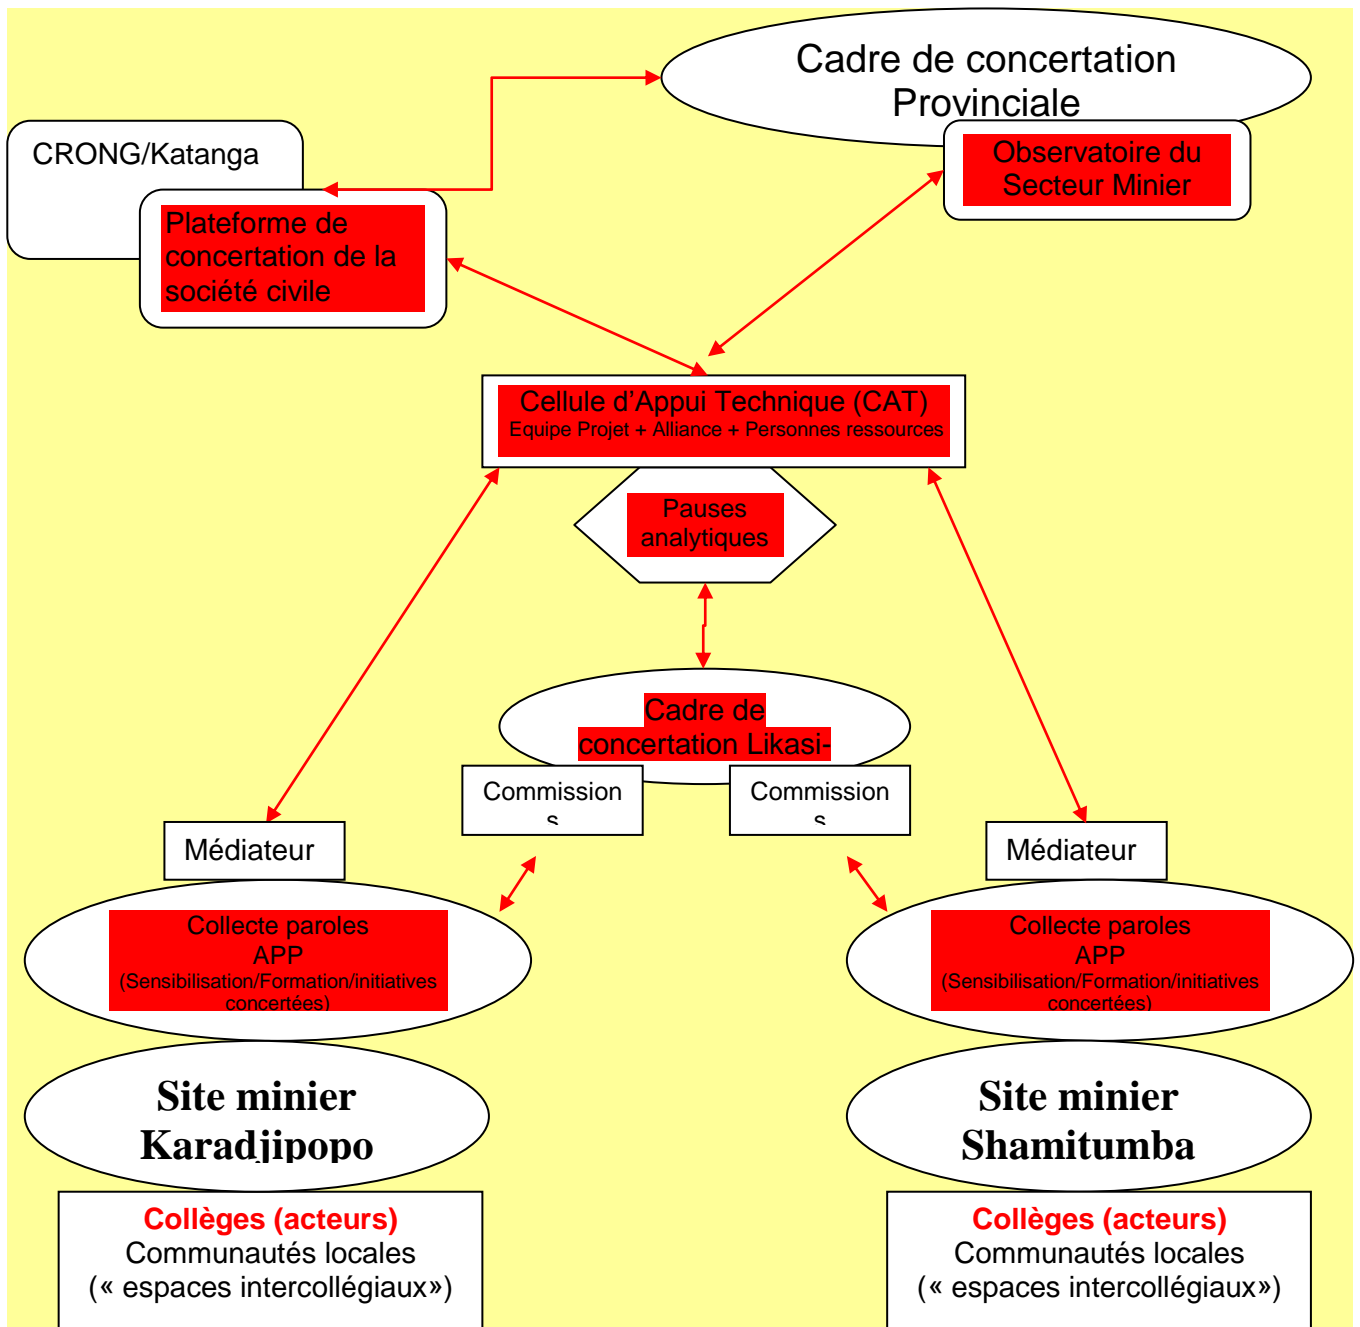 Cadre de concertation
Provinciale
CRONG/Katanga
Observatoire du
Secteur Minier
Plateforme de
concertation de la
société civile
Cellule d'Appui Technique (CAT)
Equipe Projet + Alliance + Personnes ressources
Pauses
analytiques
Cadre de
concertation Likasi-
Commission
s
Commission
s
Médiateur
Médiateur
Collecte paroles
APP
(Sensibilisation/Formation/initiatives
concertées)
Collecte paroles
APP
(Sensibilisation/Formation/initiatives
concertées)
Site minier
Karadjipopo
Site minier
Shamitumba
Collèges (acteurs)
Communautés locales
(« espaces intercollégiaux»)
Collèges (acteurs)
Communautés locales
(« espaces intercollégiaux»)